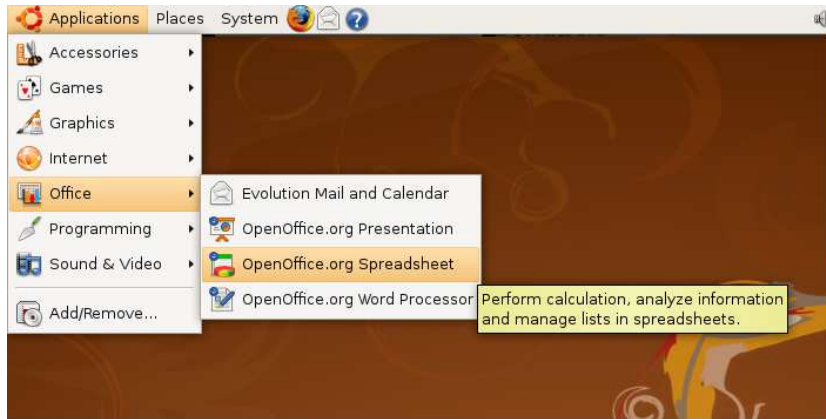 Applications Places System
Accessories
Games
Graphics
Internet
Office
Programming
Sound & Video
Add/Remove...
Evolution Mail and Calendar
OpenOffice.org Presentation
OpenOffice.org Spreadsheet
OpenOffice.org Word Processor
Perform calculation, analyze information
and manage lists in spreadsheets.